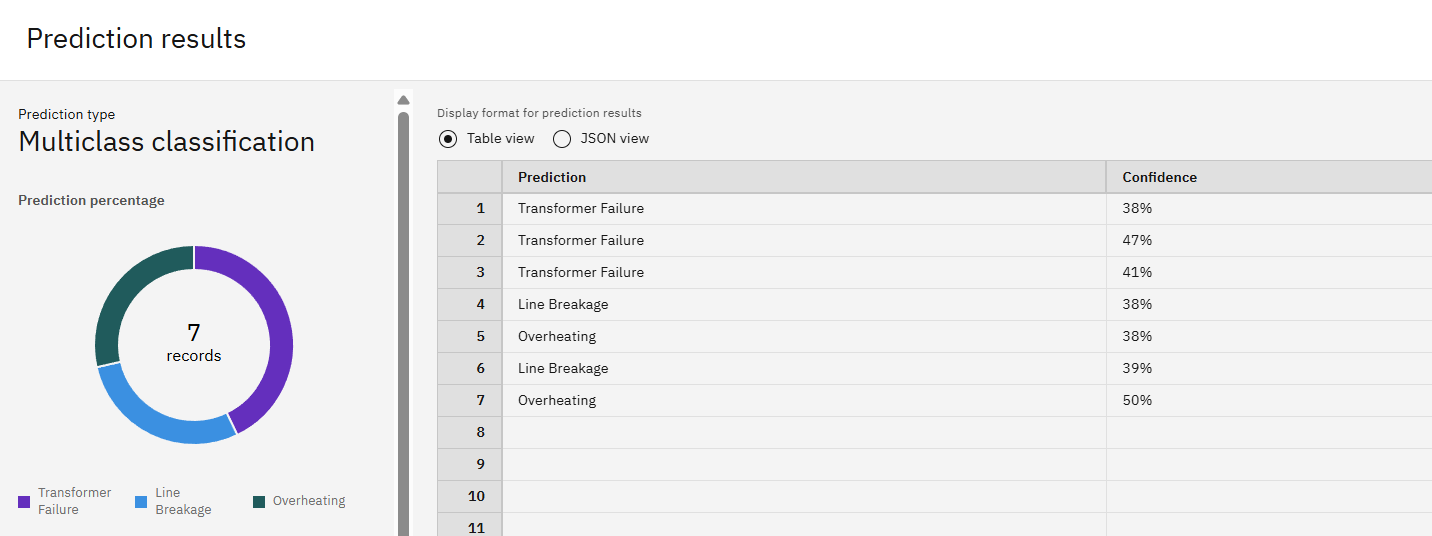 Prediction results
Prediction type
Multiclass classification
Prediction percentage
7
records
Transformer Failure
Line Breakage
Overheating
Display format for prediction results
Table view JSON view
Prediction Confidence
1 Transformer Failure 38%
2 Transformer Failure 47%
3 Transformer Failure 41%
4 Line Breakage 38%
5 Overheating 38%
6 Line Breakage 39%
7 Overheating 50%
8
9
10
11